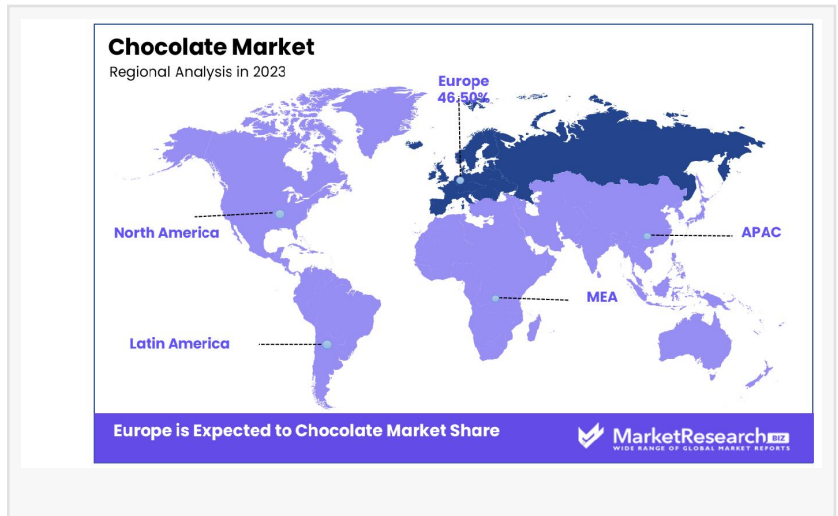 Chocolate Market
Regional Analysis in 2023
Europe
46.50%
North America
APAC
MEA
Latin America
Europe is Expected to Chocolate Market Share
MarketResearch BIZ
WIDE RANGE OF GLOBAL MARKET REPORTS